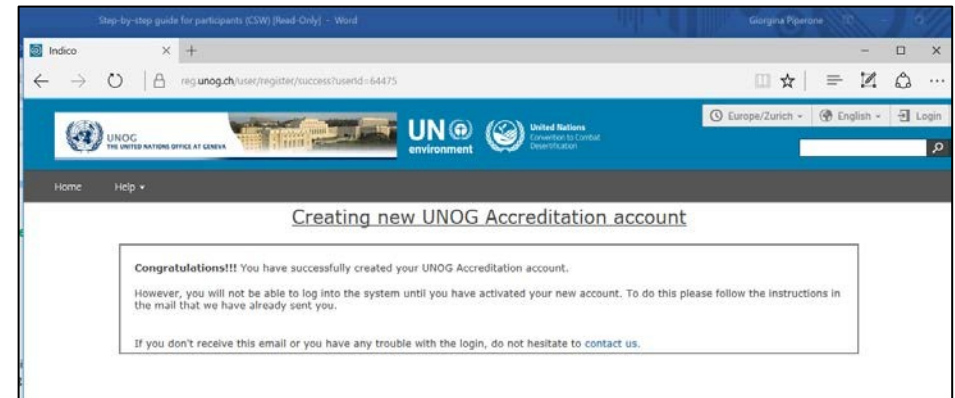 Step-by-step guide for participants (CSW) [Read-Only] - Word Giorgina Piperone
Indico
reg.unog.ch/user/register/success?userid=64475
Europe/Zurich English Login
UNOG
THE UNITED NATIONS OFFICE AT GENEVA
UN environment
United Nations
Convention to Combat
Desertification
Home Help
Creating new UNOG Accreditation account
Congratulations!!! You have successfully created your UNOG Accreditation account.
However, you will not be able to log into the system until you have activated your new account. To do this please follow the instructions in
the mail that we have already sent you.
If you don't receive this email or you have any trouble with the login, do not hesitate to contact us.